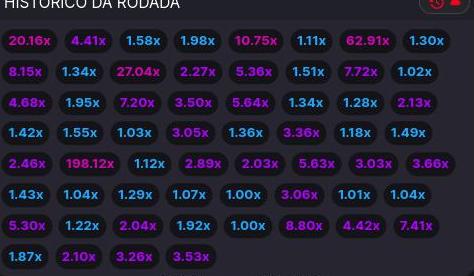 HISTÓRICO DA RODADA
20.16x 4.41x 1.58x 1.98x 10.75x 1.11x 62.91x 1.30x
8.15x 1.34x 27.04x 2.27x 5.36x 1.51x 7.72x 1.02x
4.68x 1.95x 7.20x 3.50x 5.64x 1.34x 1.28x 2.13x
1.42x 1.55x 1.03x 3.05x 1.36x 3.36x 1.18x 1.49x
2.46x 198.12x 1.12x 2.89x 2.03x 5.63x 3.03x 3.66x
1.43x 1.04x 1.29x 1.07x 1.00x 3.06x 1.01x 1.04x
5.30x 1.22x 2.04x 1.92x 1.00x 8.80x 4.42x 7.41x
1.87x 2.10x 3.26x 3.53x